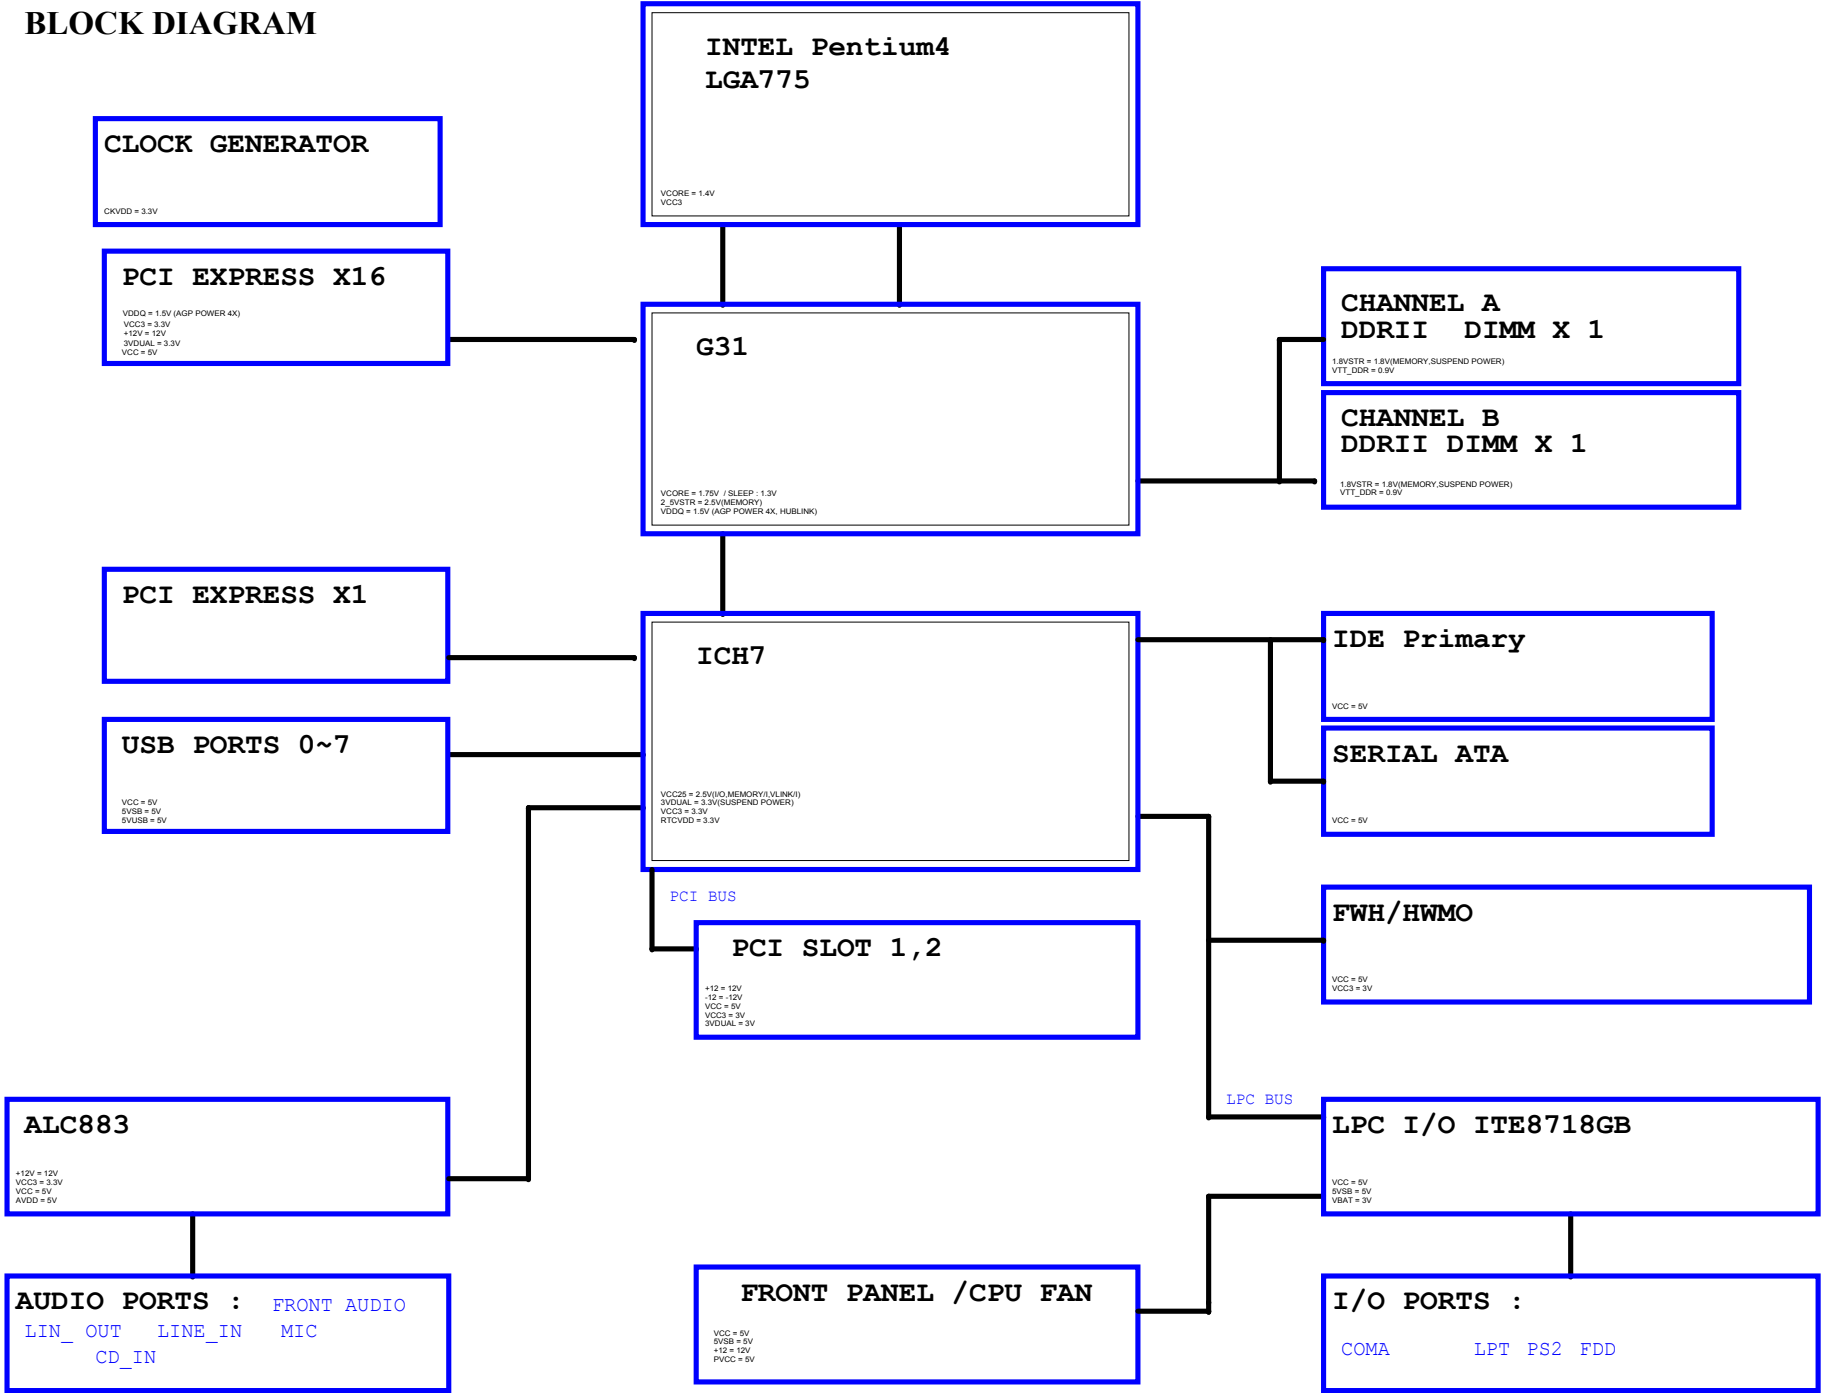 BLOCK DIAGRAM
INTEL Pentium4
LGA775
VCORE = 1.4V
VCC3
CLOCK GENERATOR
CKVDD = 3.3V
PCI EXPRESS X16
VDDQ = 1.5V (AGP POWER 4X)
VCC3 = 3.3V
+12V = 12V
3VDUAL = 3.3V
VCC = 5V
G31
VCORE = 1.75V / SLEEP : 1.3V
2_5VSTR = 2.5V(MEMORY)
VDDQ = 1.5V (AGP POWER 4X, HUBLINK)
CHANNEL A
DDRII DIMM X 1
1.8VSTR = 1.8V(MEMORY,SUSPEND POWER)
VTT_DDR = 0.9V
CHANNEL B
DDRII DIMM X 1
1.8VSTR = 1.8V(MEMORY,SUSPEND POWER)
VTT_DDR = 0.9V
PCI EXPRESS X1
ICH7
VCC25 = 2.5V(I/O,MEMORY/I,VLINK/I)
3VDUAL = 3.3V(SUSPEND POWER)
VCC3 = 3.3V
RTCVDD = 3.3V
IDE Primary
VCC = 5V
USB PORTS 0~7
VCC = 5V
5VSB = 5V
5VUSB = 5V
SERIAL ATA
VCC = 5V
PCI BUS
PCI SLOT 1,2
+12 = 12V
-12 = -12V
VCC = 5V
VCC3 = 3V
3VDUAL = 3V
FWH/HWMO
VCC = 5V
VCC3 = 3V
ALC883
+12V = 12V
VCC3 = 3.3V
VCC = 5V
AVDD = 5V
LPC BUS
LPC I/O ITE8718GB
VCC = 5V
5VSB = 5V
VBAT = 3V
AUDIO PORTS : FRONT AUDIO
LIN_ OUT LINE_IN MIC
CD_IN
FRONT PANEL /CPU FAN
VCC = 5V
5VSB = 5V
+12 = 12V
PVCC = 5V
I/O PORTS :
COMA LPT PS2 FDD